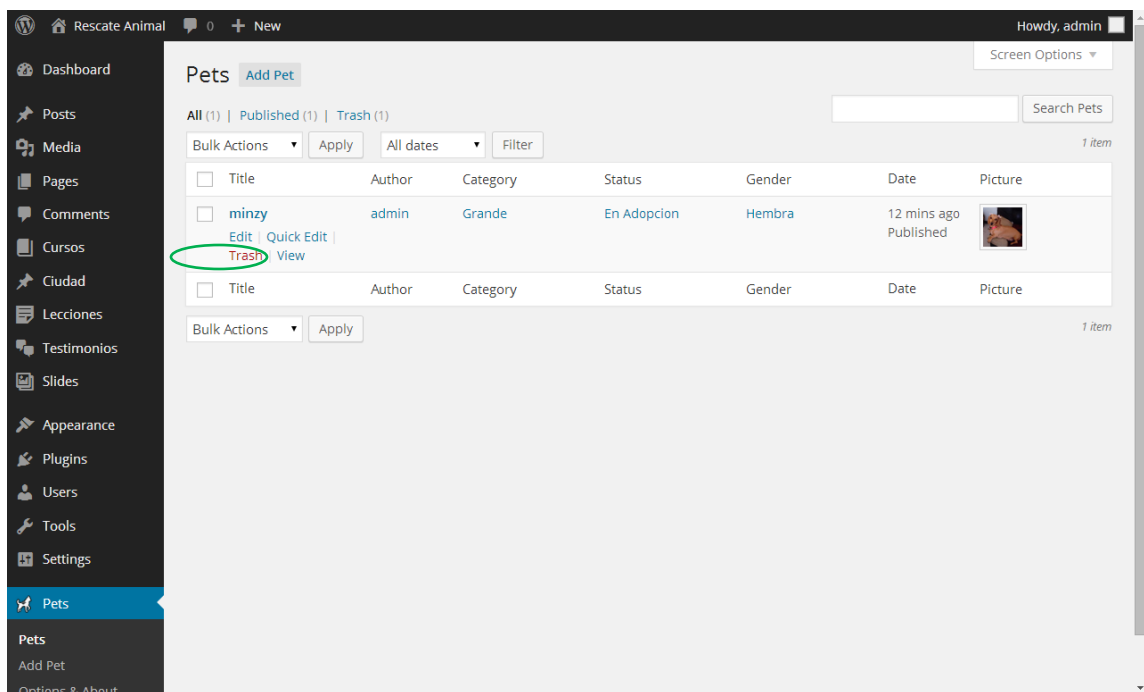 Rescate Animal 0 + New Howdy, admin
Screen Options
Dashboard
Posts
Media
Pages
Comments
Cursos
Ciudad
Lecciones
Testimonios
Slides
Appearance
Plugins
Users
Tools
Settings
Pets
Pets
Add Pet
Options & About
Pets Add Pet
All (1) | Published (1) | Trash (1)
Search Pets
Bulk Actions Apply All dates Filter 1 item
Title Author Category Status Gender Date Picture
minzy admin Grande En Adopcion Hembra 12 mins ago
Published
Edit | Quick Edit |
Trash | View
Title Author Category Status Gender Date Picture
Bulk Actions Apply 1 item